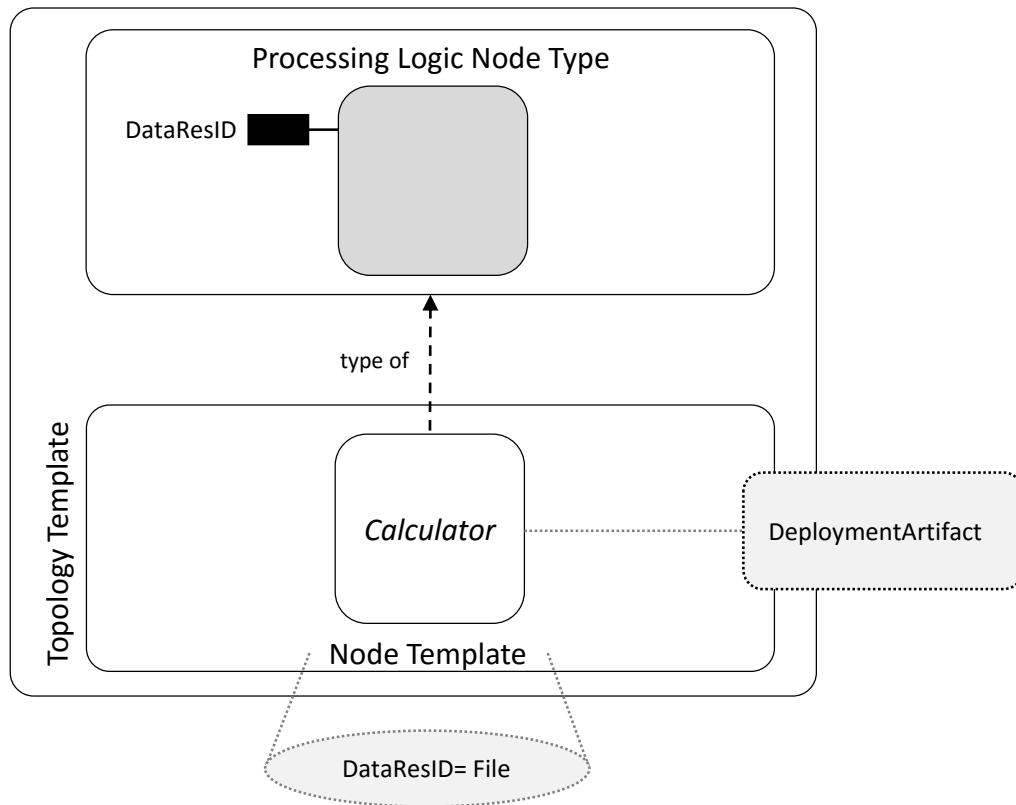 Processing Logic Node Type
DataResID
type of
Topology Template
Calculator
DeploymentArtifact
Node Template
DataResID= File